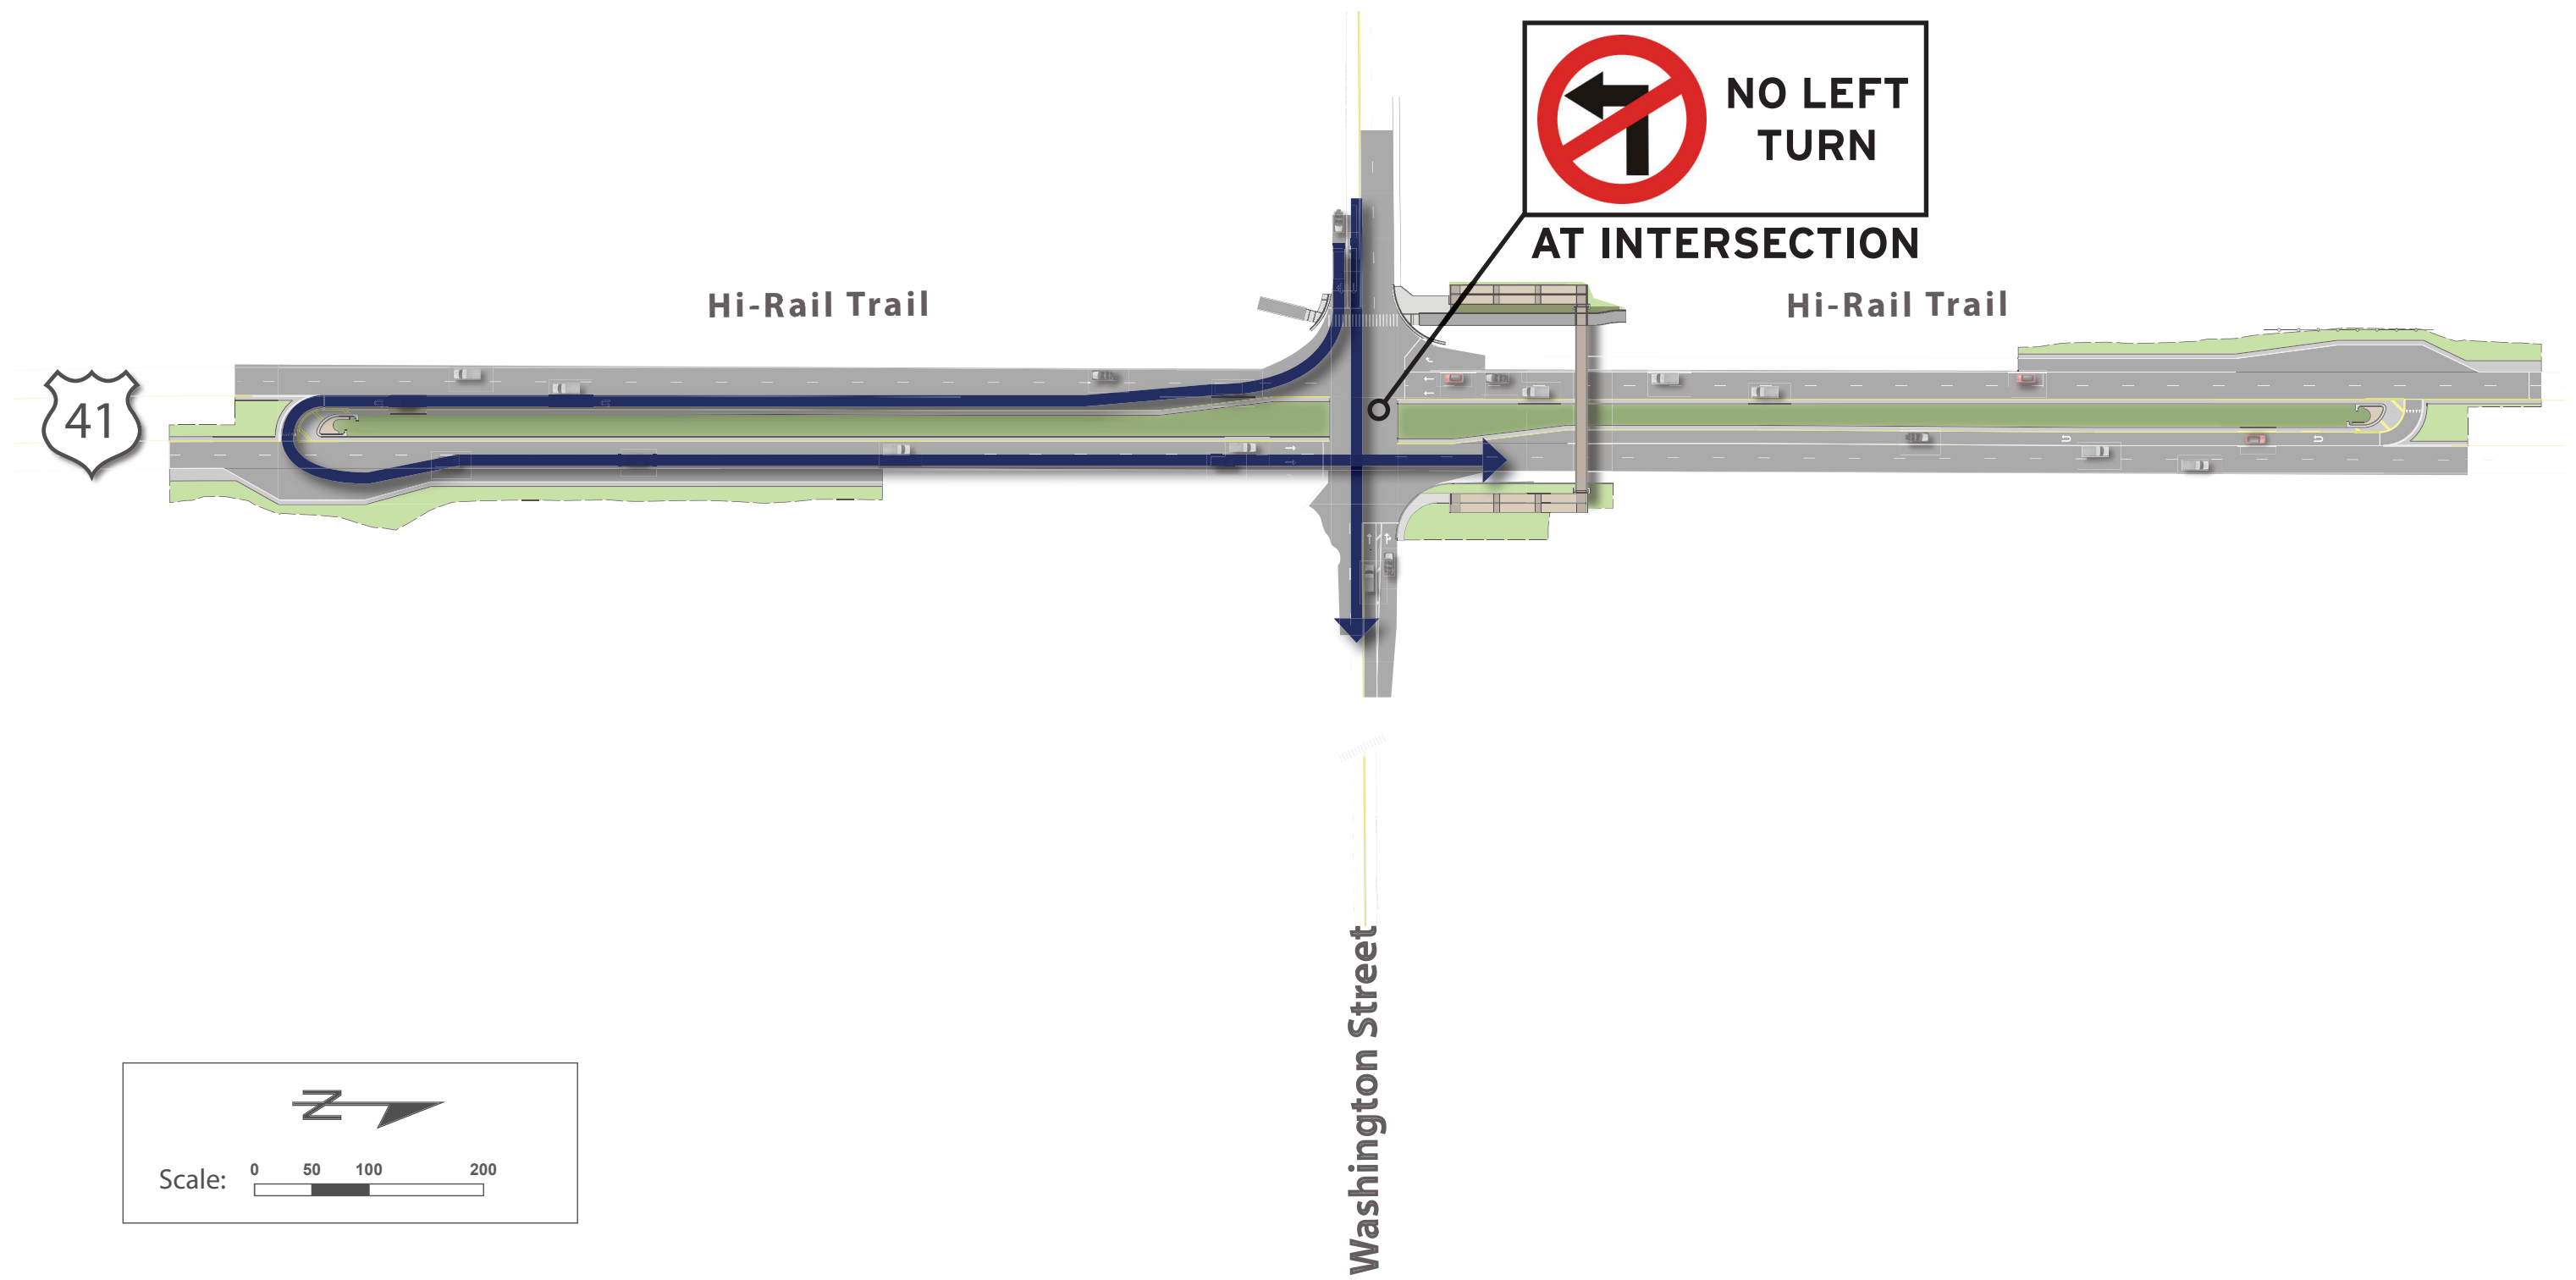 NO LEFT
TURN
AT INTERSECTION
Hi-Rail Trail
Hi-Rail Trail
41
Washington Street
N
Scale:
0 50 100 200